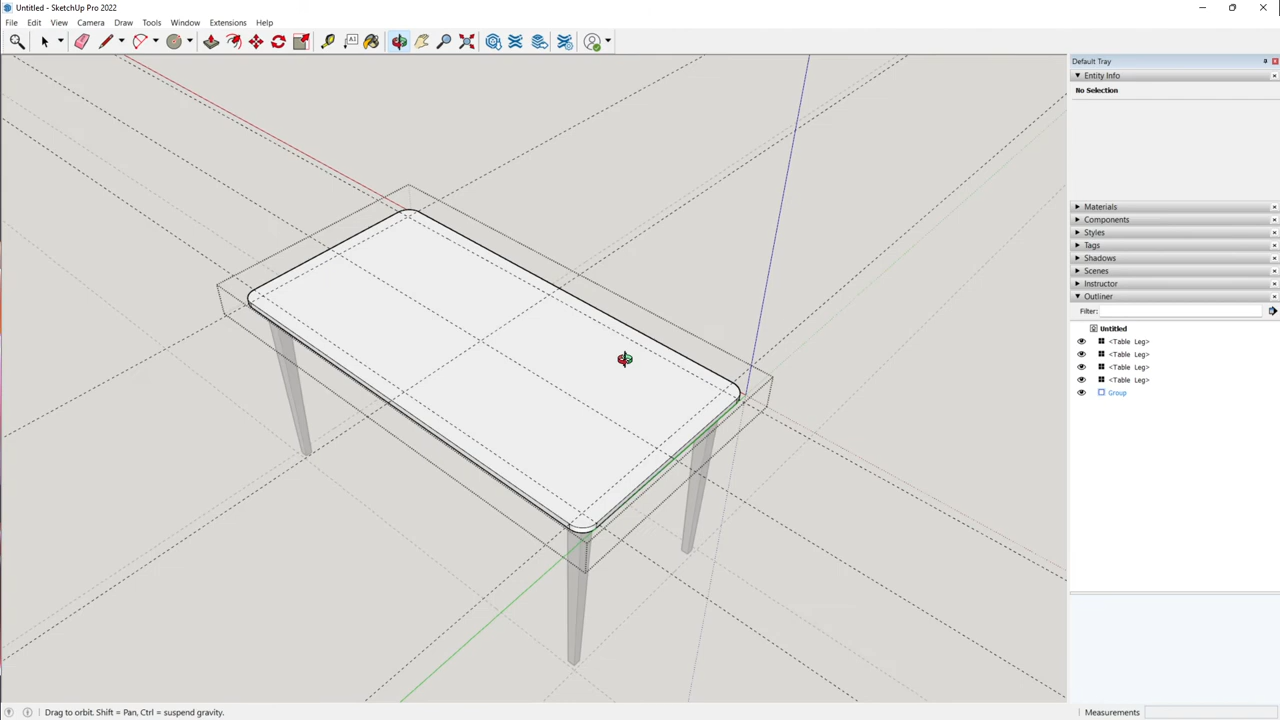 Untitled - SketchUp Pro 2022
File Edit View Camera Draw Tools Window Extensions Help
Default Tray
Entity Info
No Selection
Materials
Components
Styles
Tags
Shadows
Scenes
Instructor
Outliner
Filter:
Untitled
<Table Leg>
<Table Leg>
<Table Leg>
<Table Leg>
Group
Drag to orbit. Shift = Pan, Ctrl = suspend gravity.
Measurements